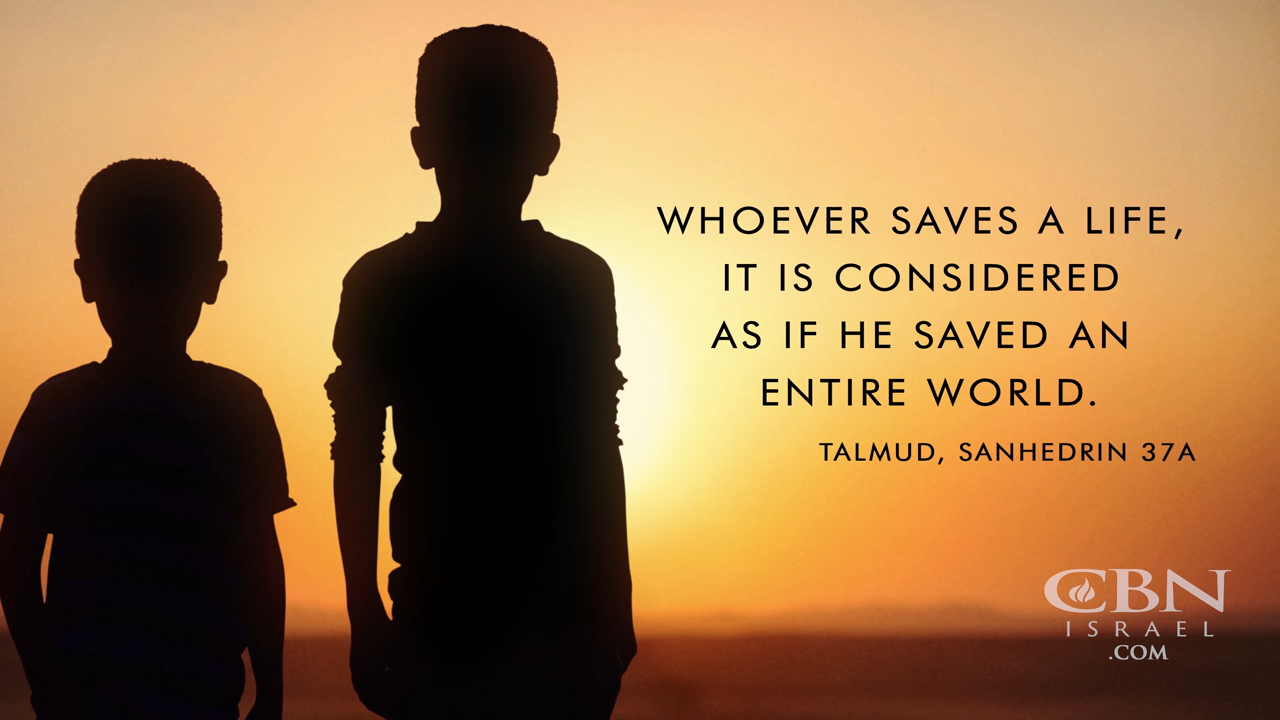 WHOEVER SAVES A LIFE,
IT IS CONSIDERED
AS IF HE SAVED AN
ENTIRE WORLD.
TALMUD, SANHEDRIN 37A
CBN
ISRAEL
.COM